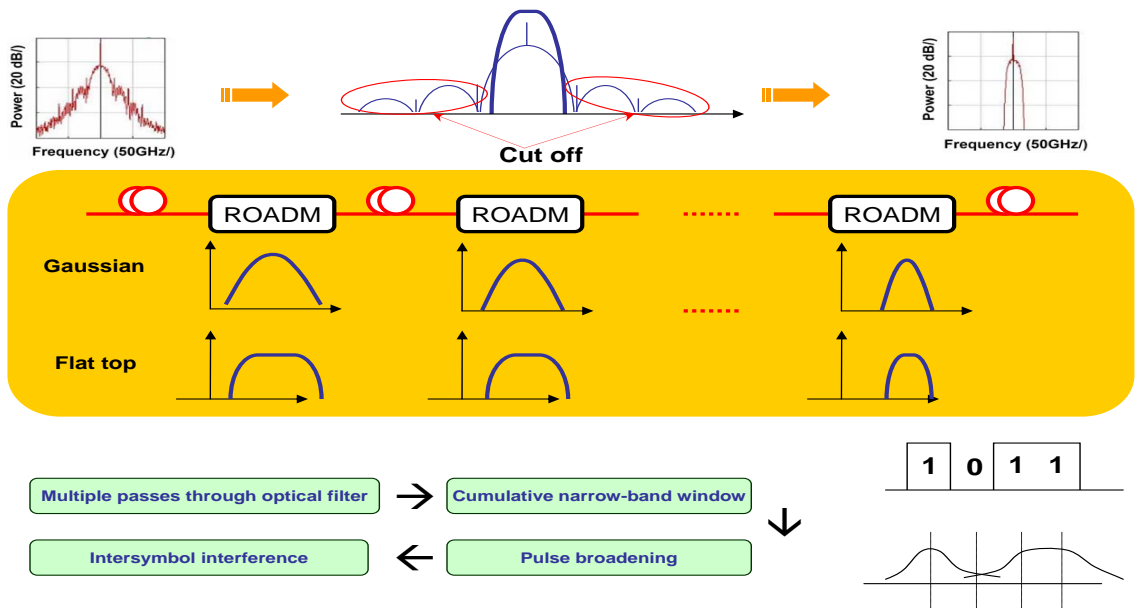 Power (20 dB/)
Frequency (50GHz/)
Cut off
Power (20 dB/)
Frequency (50GHz/)
ROADM
ROADM
ROADM
Gaussian
Flat top
1 0 1 1
Multiple passes through optical filter
Cumulative narrow-band window
Intersymbol interference
Pulse broadening